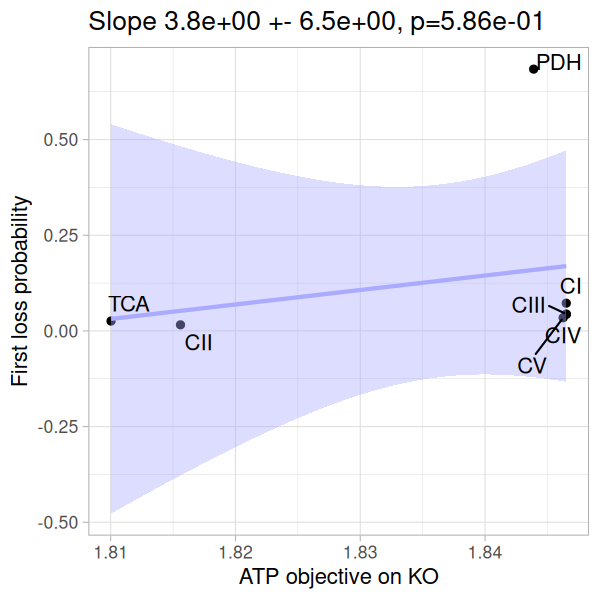 Slope 3.8e+00 +- 6.5e+00, p=5.86e-01
PDH
0.50
0.25
CI
TCA
CIII
0.00
CIV
CII
CV
-0.25
-0.50
1.81 1.82 1.83 1.84
ATP objective on KO
First loss probability